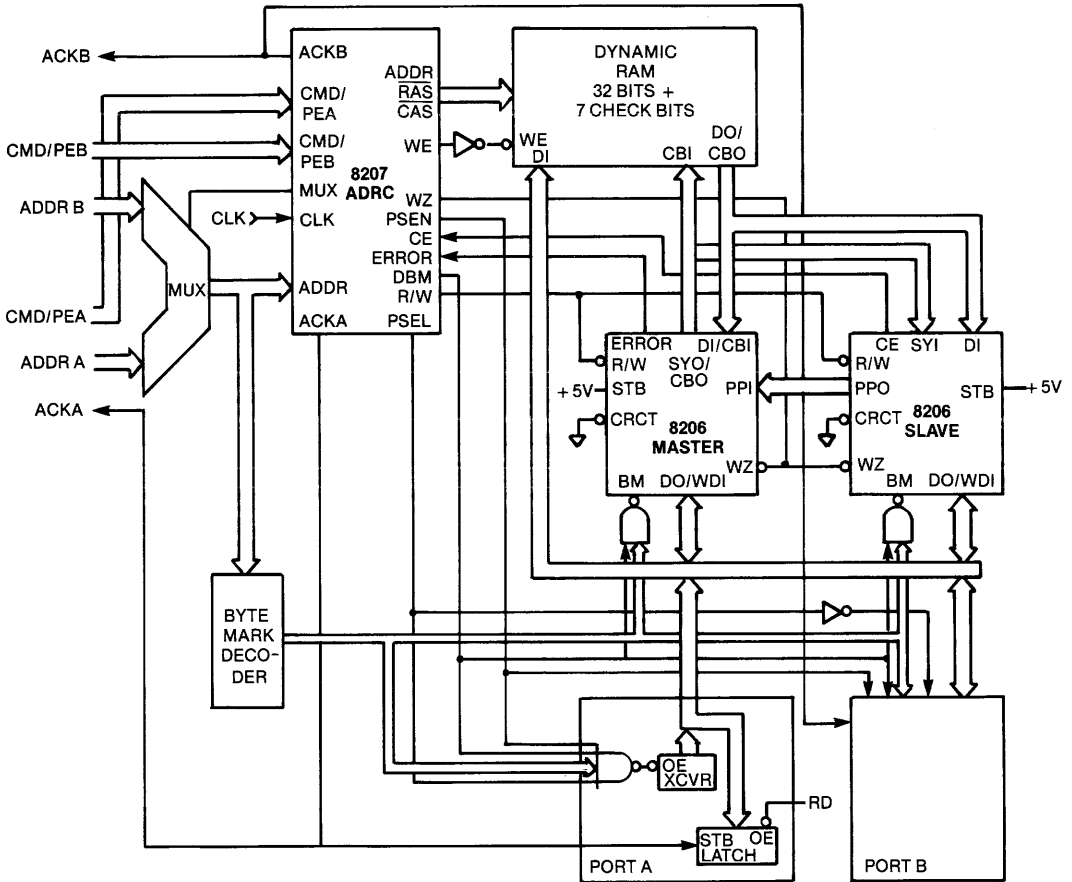 ACKB
CMD/PEB
ADDR B
CMD/PEA
ADDR A
ACKA
MUX
CLK
ACKB
CMD/
PEA
CMD/
PEB
MUX
CLK
ADDR
ACKA
8207
ADRC
ADDR
RAS
CAS
WE
WZ
PSEN
CE
ERROR
DBM
R/W
PSEL
DYNAMIC
RAM
32 BITS +
7 CHECK BITS
WE
DI
CBI
DO/
CBO
ERROR
R/W
SYO/
CBO
DI/CBI
+5V
STB
PPI
CRCT
8206
MASTER
WZ
BM
DO/WDI
CE
SYI
DI
R/W
PPO
STB
+5V
CRCT
8206
SLAVE
WZ
BM
DO/WDI
BYTE
MARK
DECO-
DER
OE
XCVR
RD
STB
OE
LATCH
PORT A
PORT B